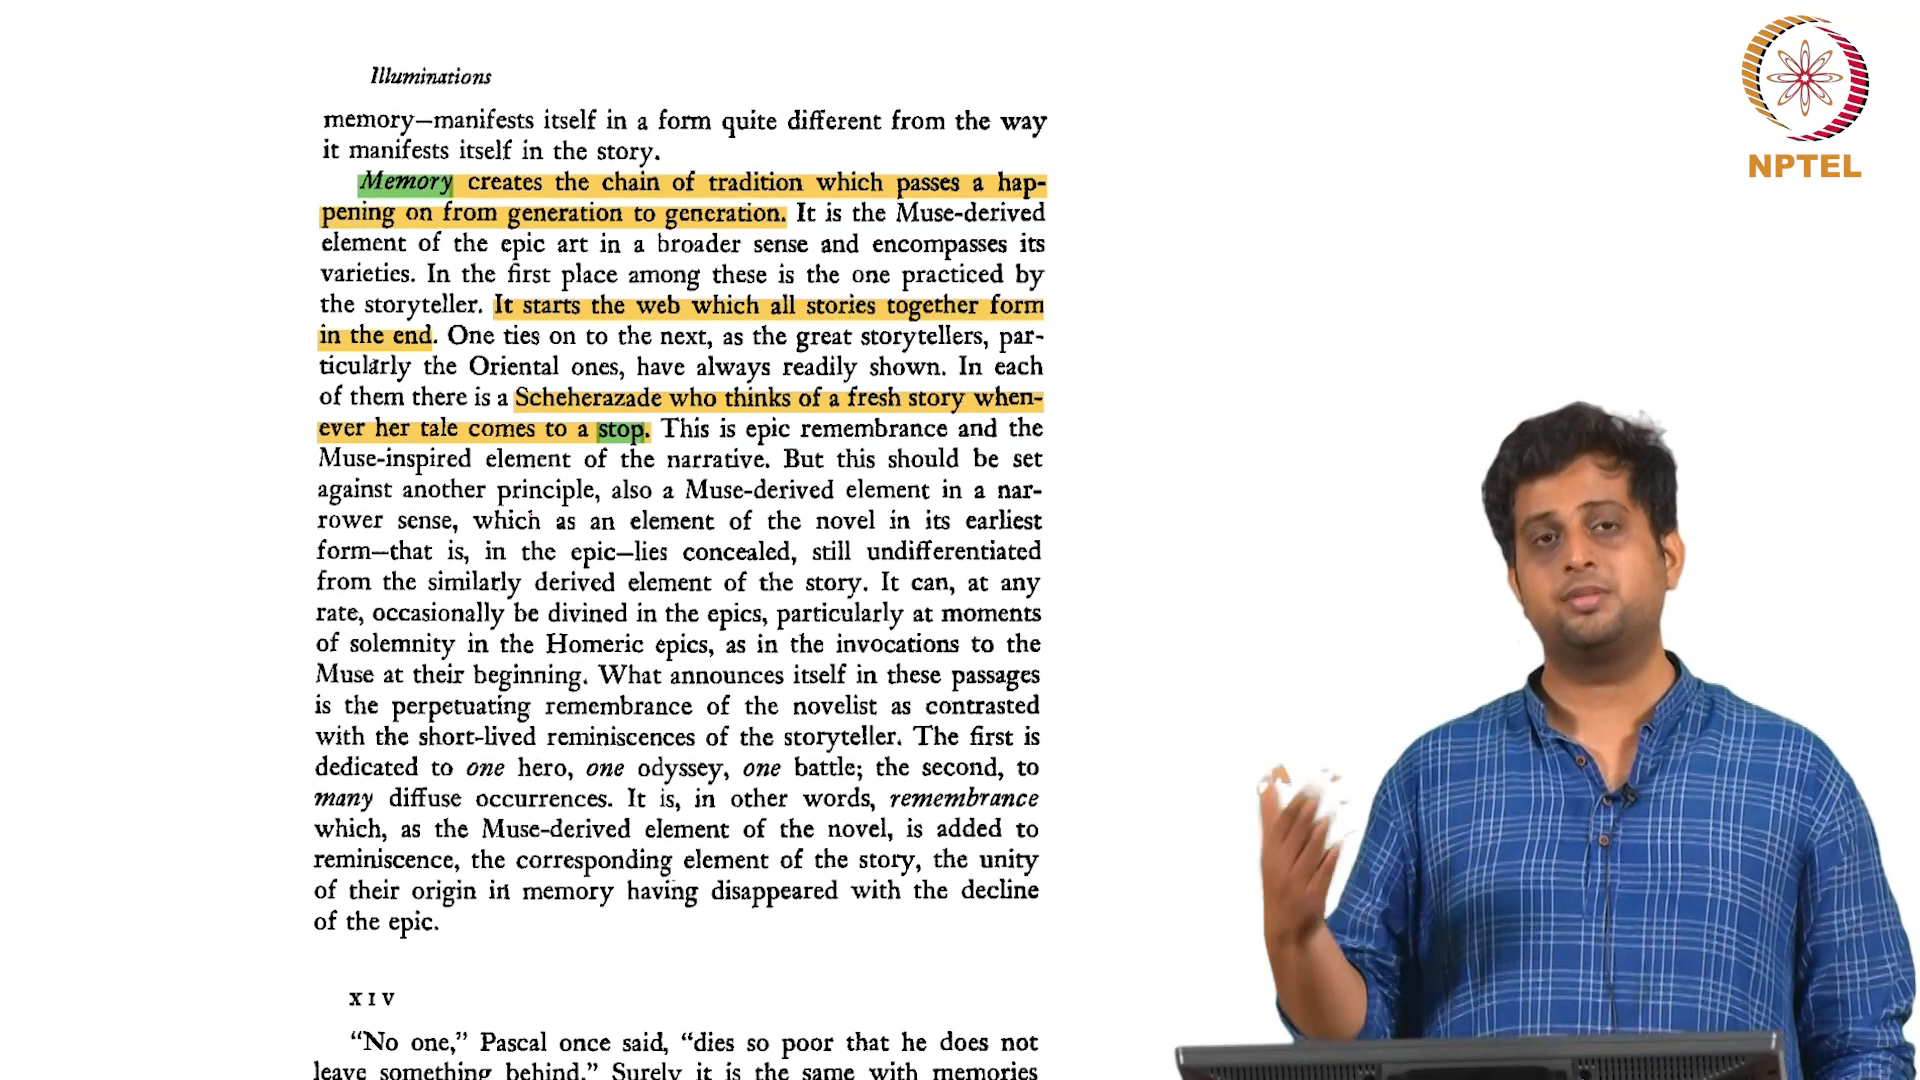 Illuminations
memory—manifests itself in a form quite different from the way
it manifests itself in the story.
Memory creates the chain of tradition which passes a hap-
pening on from generation to generation. It is the Muse-derived
element of the epic art in a broader sense and encompasses its
varieties. In the first place among these is the one practiced by
the storyteller. It starts the web which all stories together form
in the end. One ties on to the next, as the great storytellers, par-
ticularly the Oriental ones, have always readily shown. In each
of them there is a Scheherazade who thinks of a fresh story when-
ever her tale comes to a stop. This is epic remembrance and the
Muse-inspired element of the narrative. But this should be set
against another principle, also a Muse-derived element in a nar-
rower sense, which as an element of the novel in its earliest
form—that is, in the epic—lies concealed, still undifferentiated
from the similarly derived element of the story. It can, at any
rate, occasionally be divined in the epics, particularly at moments
of solemnity in the Homeric epics, as in the invocations to the
Muse at their beginning. What announces itself in these passages
is the perpetuating remembrance of the novelist as contrasted
with the short-lived reminiscences of the storyteller. The first is
dedicated to one hero, one odyssey, one battle; the second, to
many diffuse occurrences. It is, in other words, remembrance
which, as the Muse-derived element of the novel, is added to
reminiscence, the corresponding element of the story, the unity
of their origin in memory having disappeared with the decline
of the epic.
XIV
“No one,” Pascal once said, “dies so poor that he does not
leave something behind.” Surely it is the same with memories
NPTEL